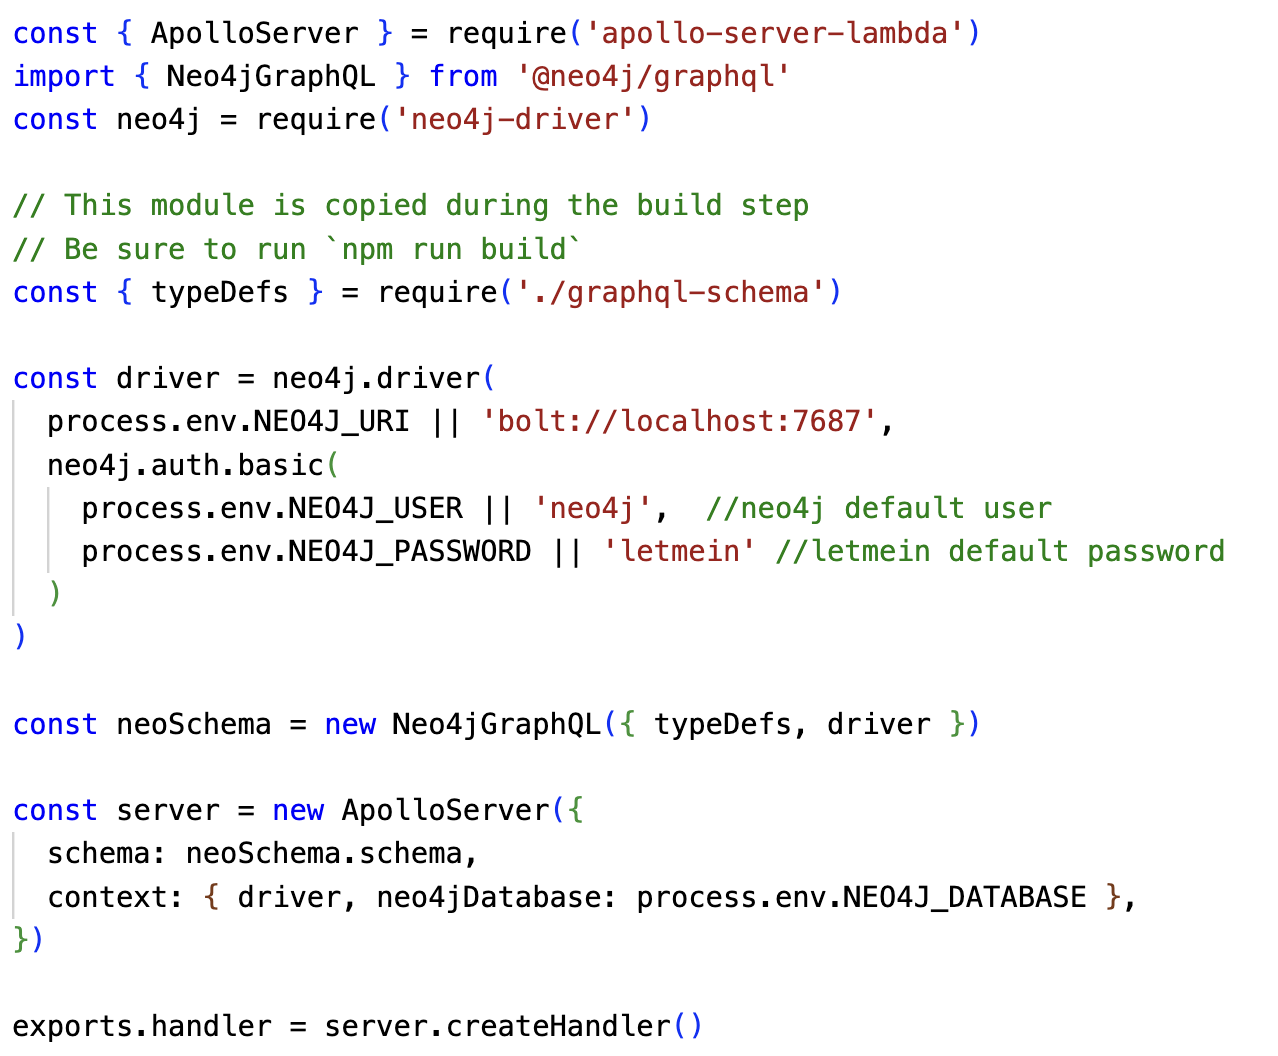 const { ApolloServer } = require('apollo-server-lambda')
import { Neo4jGraphQL } from '@neo4j/graphql'
const neo4j = require('neo4j-driver')

// This module is copied during the build step
// Be sure to run `npm run build`
const { typeDefs } = require('./graphql-schema')

const driver = neo4j.driver(
  process.env.NEO4J_URI || 'bolt://localhost:7687',
  neo4j.auth.basic(
    process.env.NEO4J_USER || 'neo4j',  //neo4j default user
    process.env.NEO4J_PASSWORD || 'letmein' //letmein default password
  )
)

const neoSchema = new Neo4jGraphQL({ typeDefs, driver })

const server = new ApolloServer({
  schema: neoSchema.schema,
  context: { driver, neo4jDatabase: process.env.NEO4J_DATABASE },
})

exports.handler = server.createHandler()